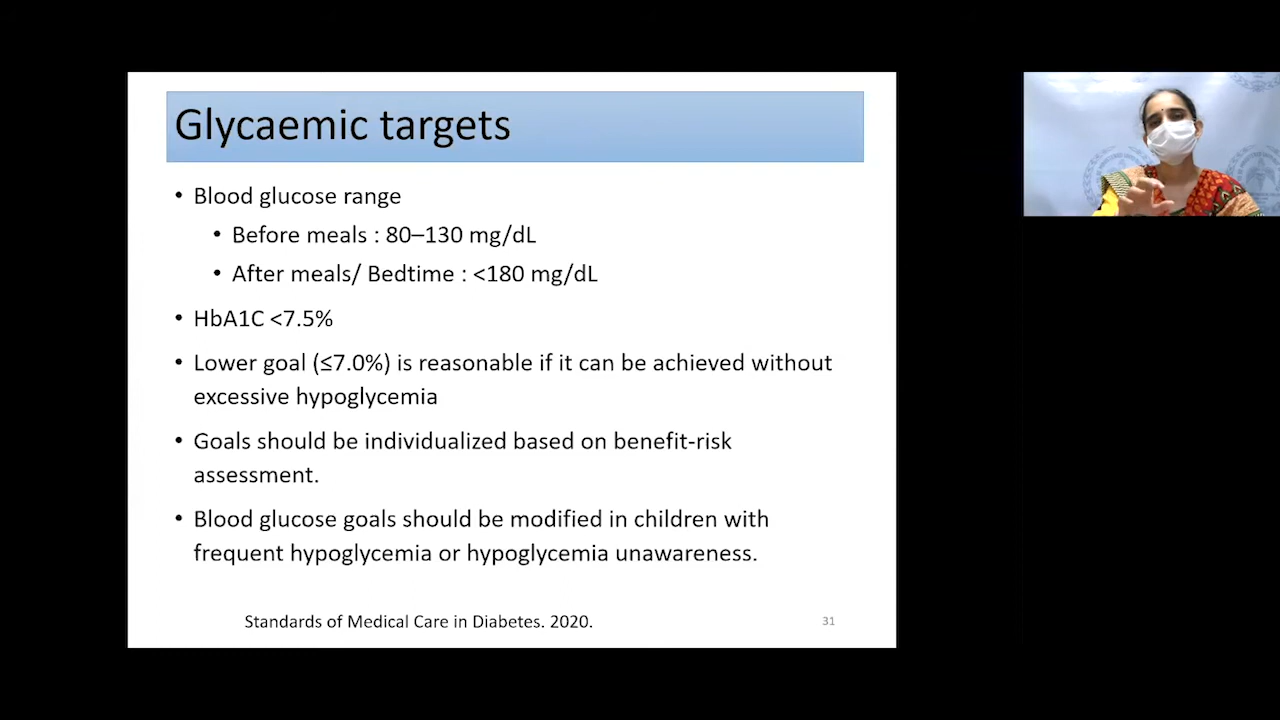 Glycaemic targets
• Blood glucose range
• Before meals : 80–130 mg/dL
• After meals/ Bedtime : <180 mg/dL
• HbA1C <7.5%
• Lower goal (≤7.0%) is reasonable if it can be achieved without
excessive hypoglycemia
• Goals should be individualized based on benefit-risk
assessment.
• Blood glucose goals should be modified in children with
frequent hypoglycemia or hypoglycemia unawareness.
Standards of Medical Care in Diabetes. 2020.
31